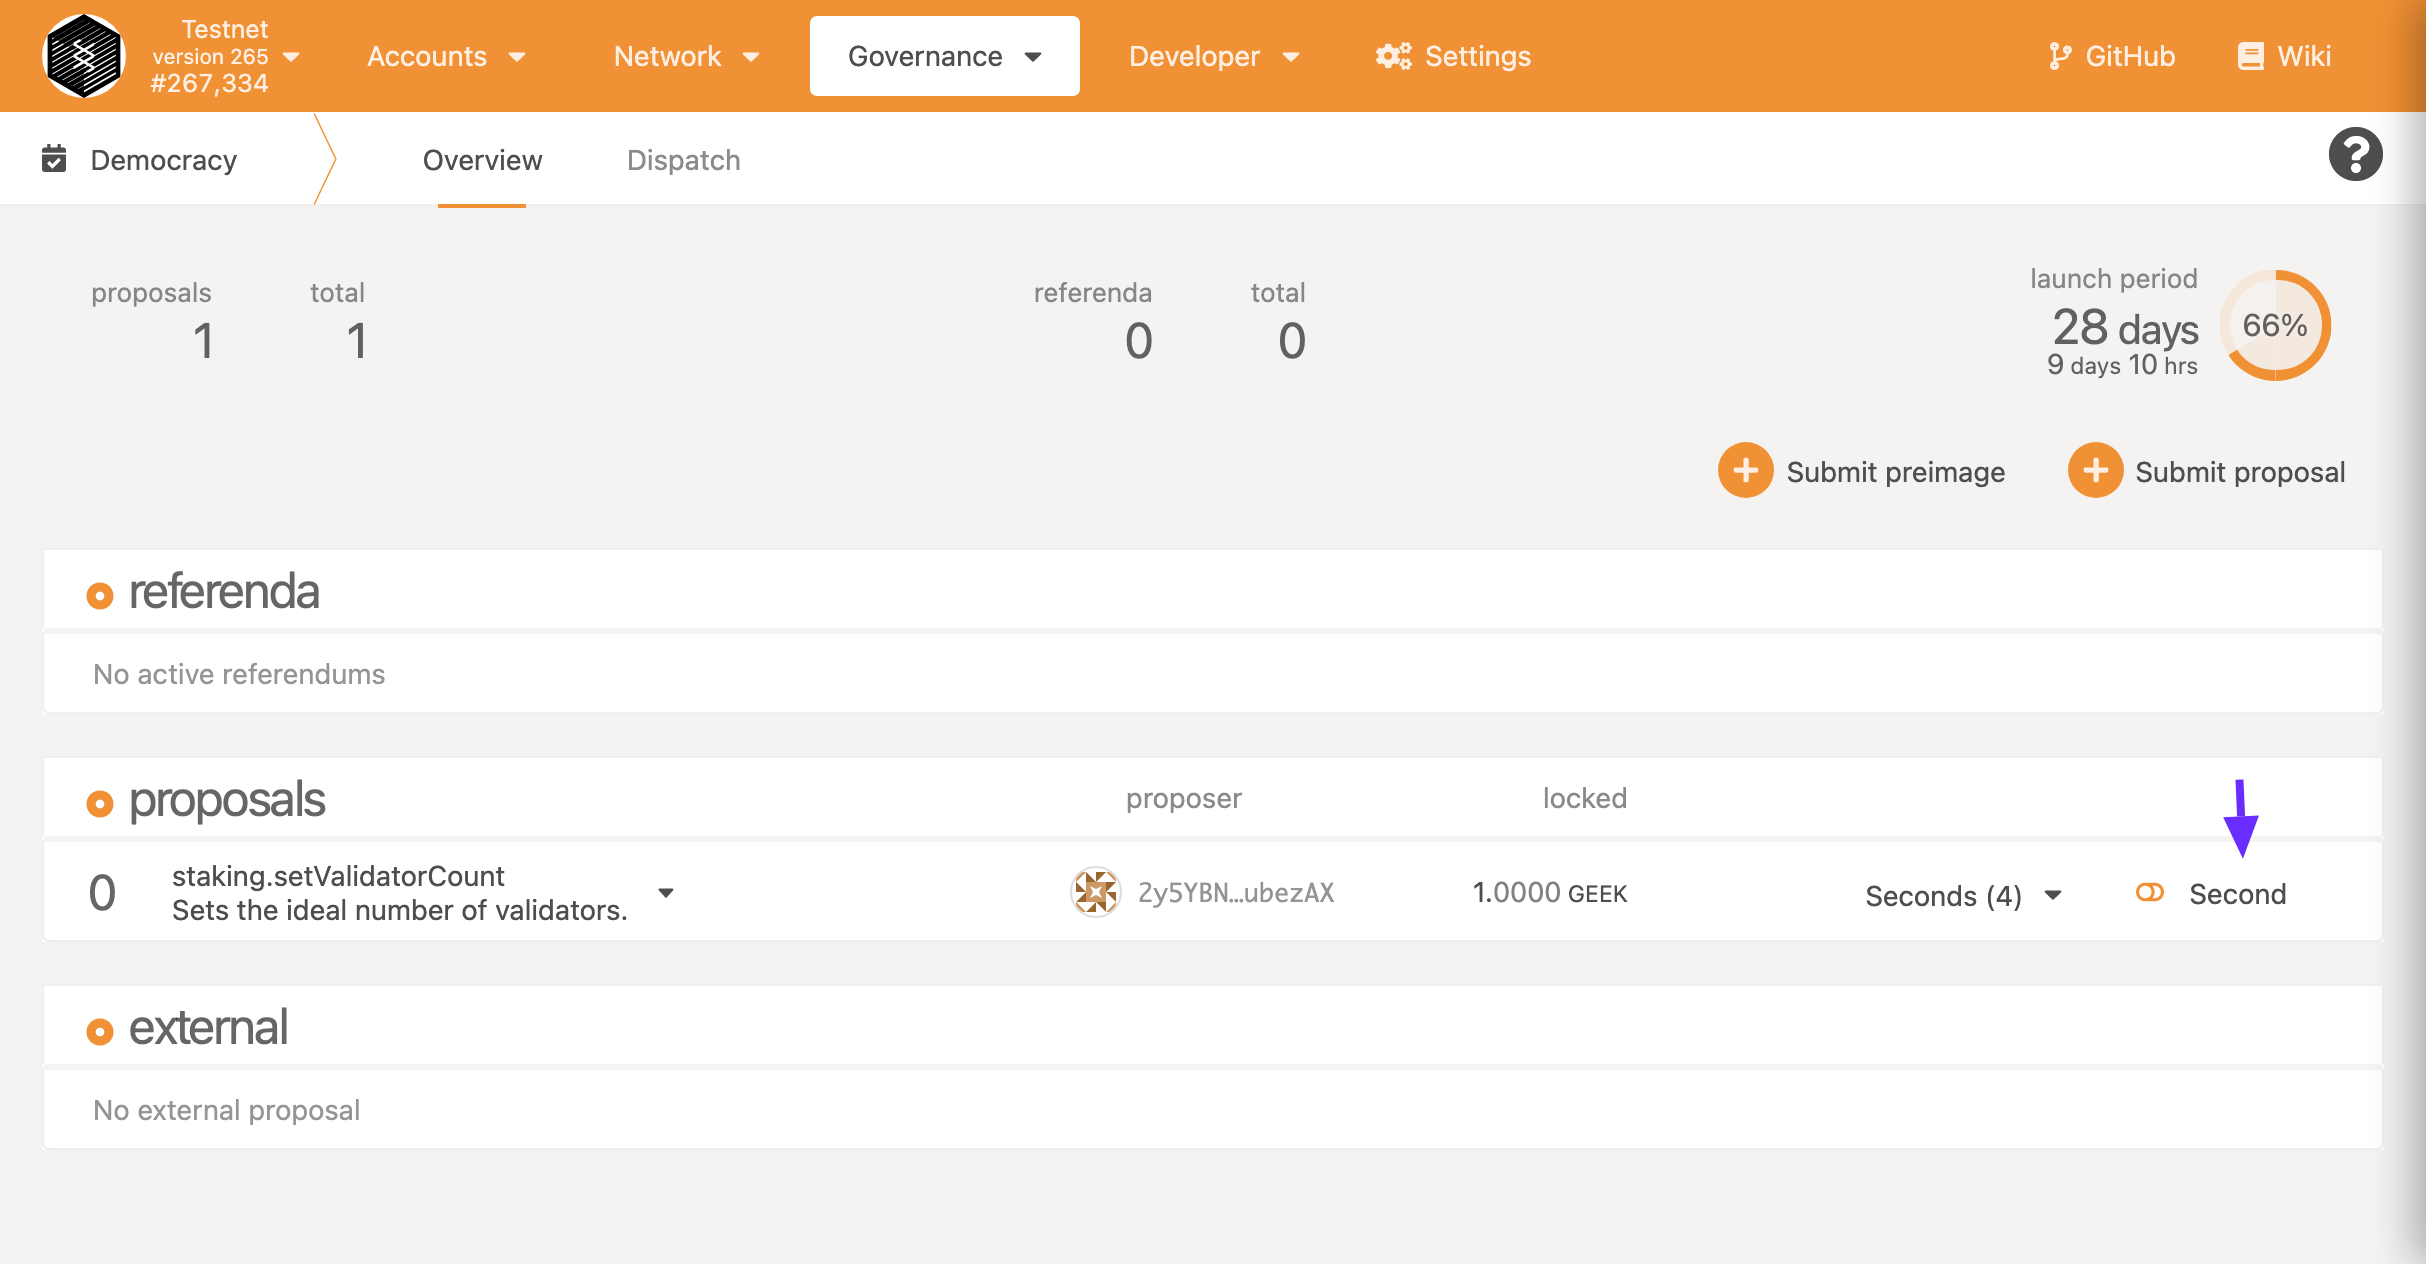 Testnet
version 265
#267,334
Accounts
Network
Governance
Developer
Settings
GitHub
Wiki
Democracy
Overview
Dispatch
proposals
1
total
1
referenda
0
total
0
launch period
28 days
9 days 10 hrs
66%
Submit preimage
Submit proposal
referenda
No active referendums
proposals
proposer
locked
0
staking.setValidatorCount
Sets the ideal number of validators.
2y5YBN…ubezAX
1.0000 GEEK
Seconds (4)
Second
external
No external proposal